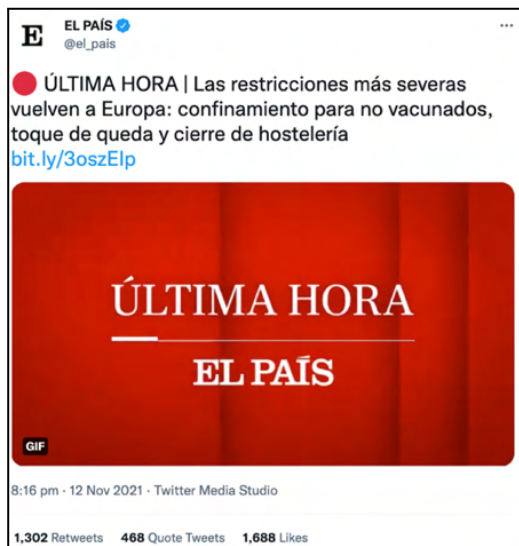 EL PAÍS
@el_pais
ÚLTIMA HORA | Las restricciones más severas
vuelven a Europa: confinamiento para no vacunados,
toque de queda y cierre de hostelería
bit.ly/3oszElp
ÚLTIMA HORA
EL PAÍS
GIF
8:16 pm · 12 Nov 2021 · Twitter Media Studio
1,302 Retweets 468 Quote Tweets 1,688 Likes